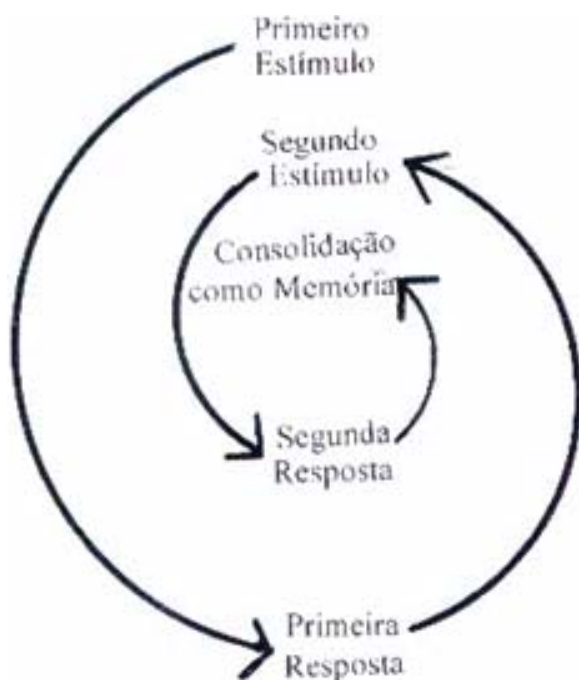 Primeiro
Estímulo
Segundo
Estímulo
Consolidação
como Memória
Segunda
Resposta
Primeira
Resposta